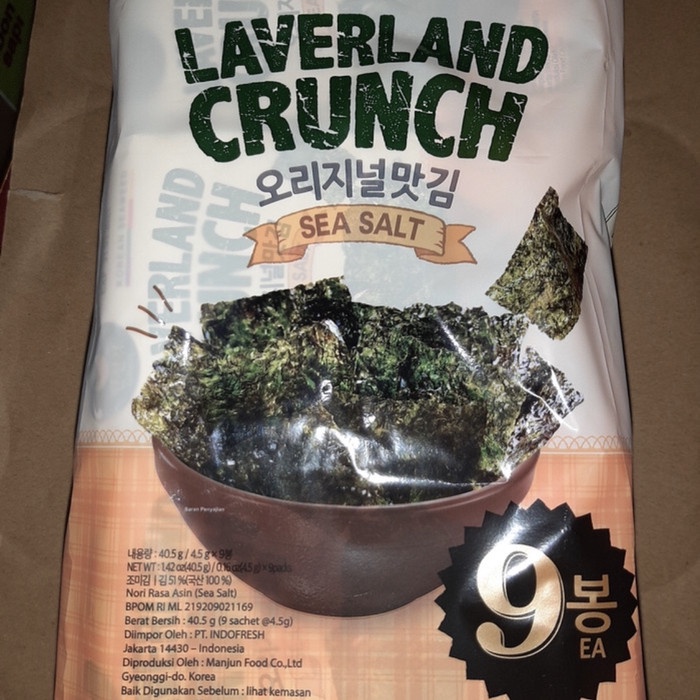 LAVERLAND
CRUNCH
오리지널맛김
SEA SALT
Saran Penyajian
내용량 : 40.5 g / 4.5 g × 9봉
NET WT : 1.42 oz(40.5 g) / 0.16 oz(4.5 g) × 9packs
조미김 | 김 51 %(국산 100 %)
Nori Rasa Asin (Sea Salt)
BPOM RI ML 219209021169
Berat Bersih : 40.5 g (9 sachet @4.5g)
Diimpor Oleh : PT. INDOFRESH
Jakarta 14430 – Indonesia
Diproduksi Oleh : Manjun Food Co.,Ltd
Gyeonggi-do. Korea
Baik Digunakan Sebelum : lihat kemasan
9봉
EA